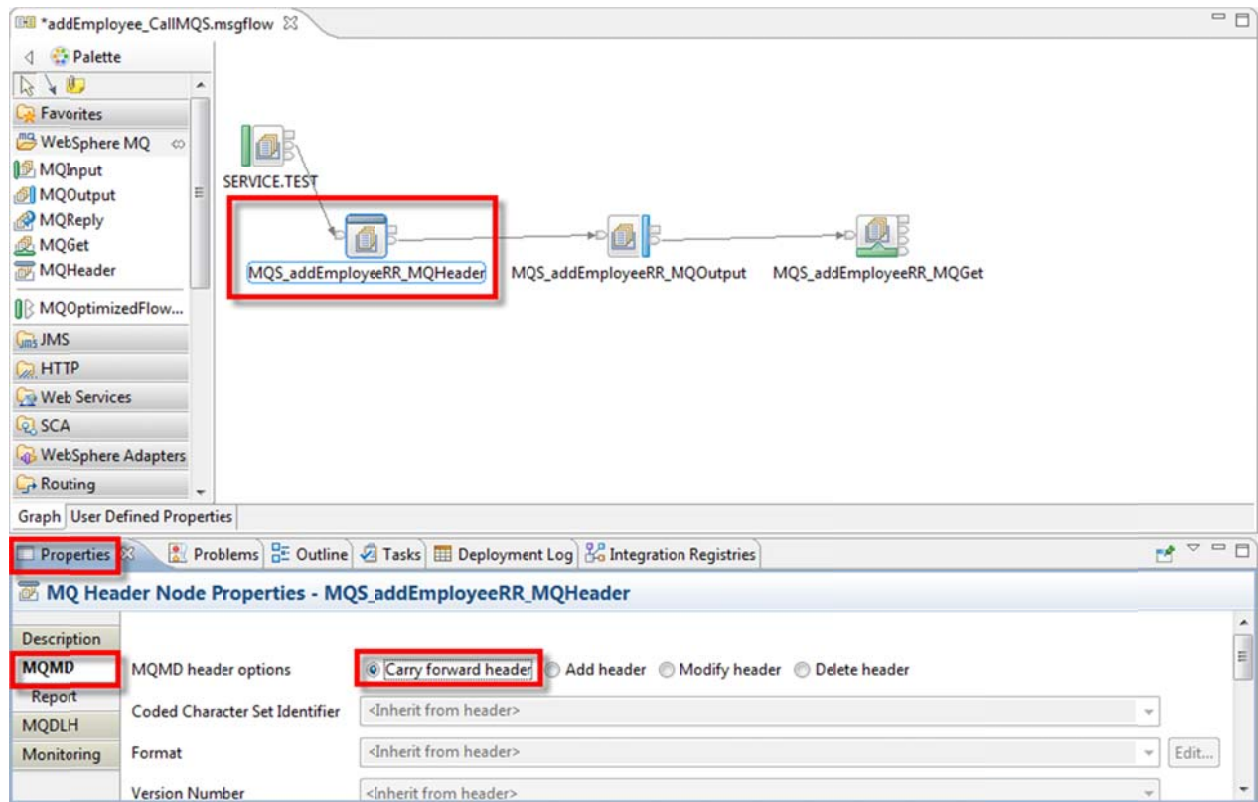 *addEmployee_CallMQS.msgflow
Palette
Favorites
WebSphere MQ
MQInput
MQOutput
MQReply
MQGet
MQHeader
MQOptimizedFlow...
JMS
HTTP
Web Services
SCA
WebSphere Adapters
Routing
SERVICE.TEST
MQS_addEmployeeRR_MQHeader
MQS_addEmployeeRR_MQOutput
MQS_addEmployeeRR_MQGet
Graph User Defined Properties
Properties Problems Outline Tasks Deployment Log Integration Registries
MQ Header Node Properties - MQS_addEmployeeRR_MQHeader
Description
MQMD
Report
MQDLH
Monitoring
MQMD header options Carry forward header Add header Modify header Delete header
Coded Character Set Identifier <Inherit from header>
Format <Inherit from header> Edit...
Version Number <Inherit from header>